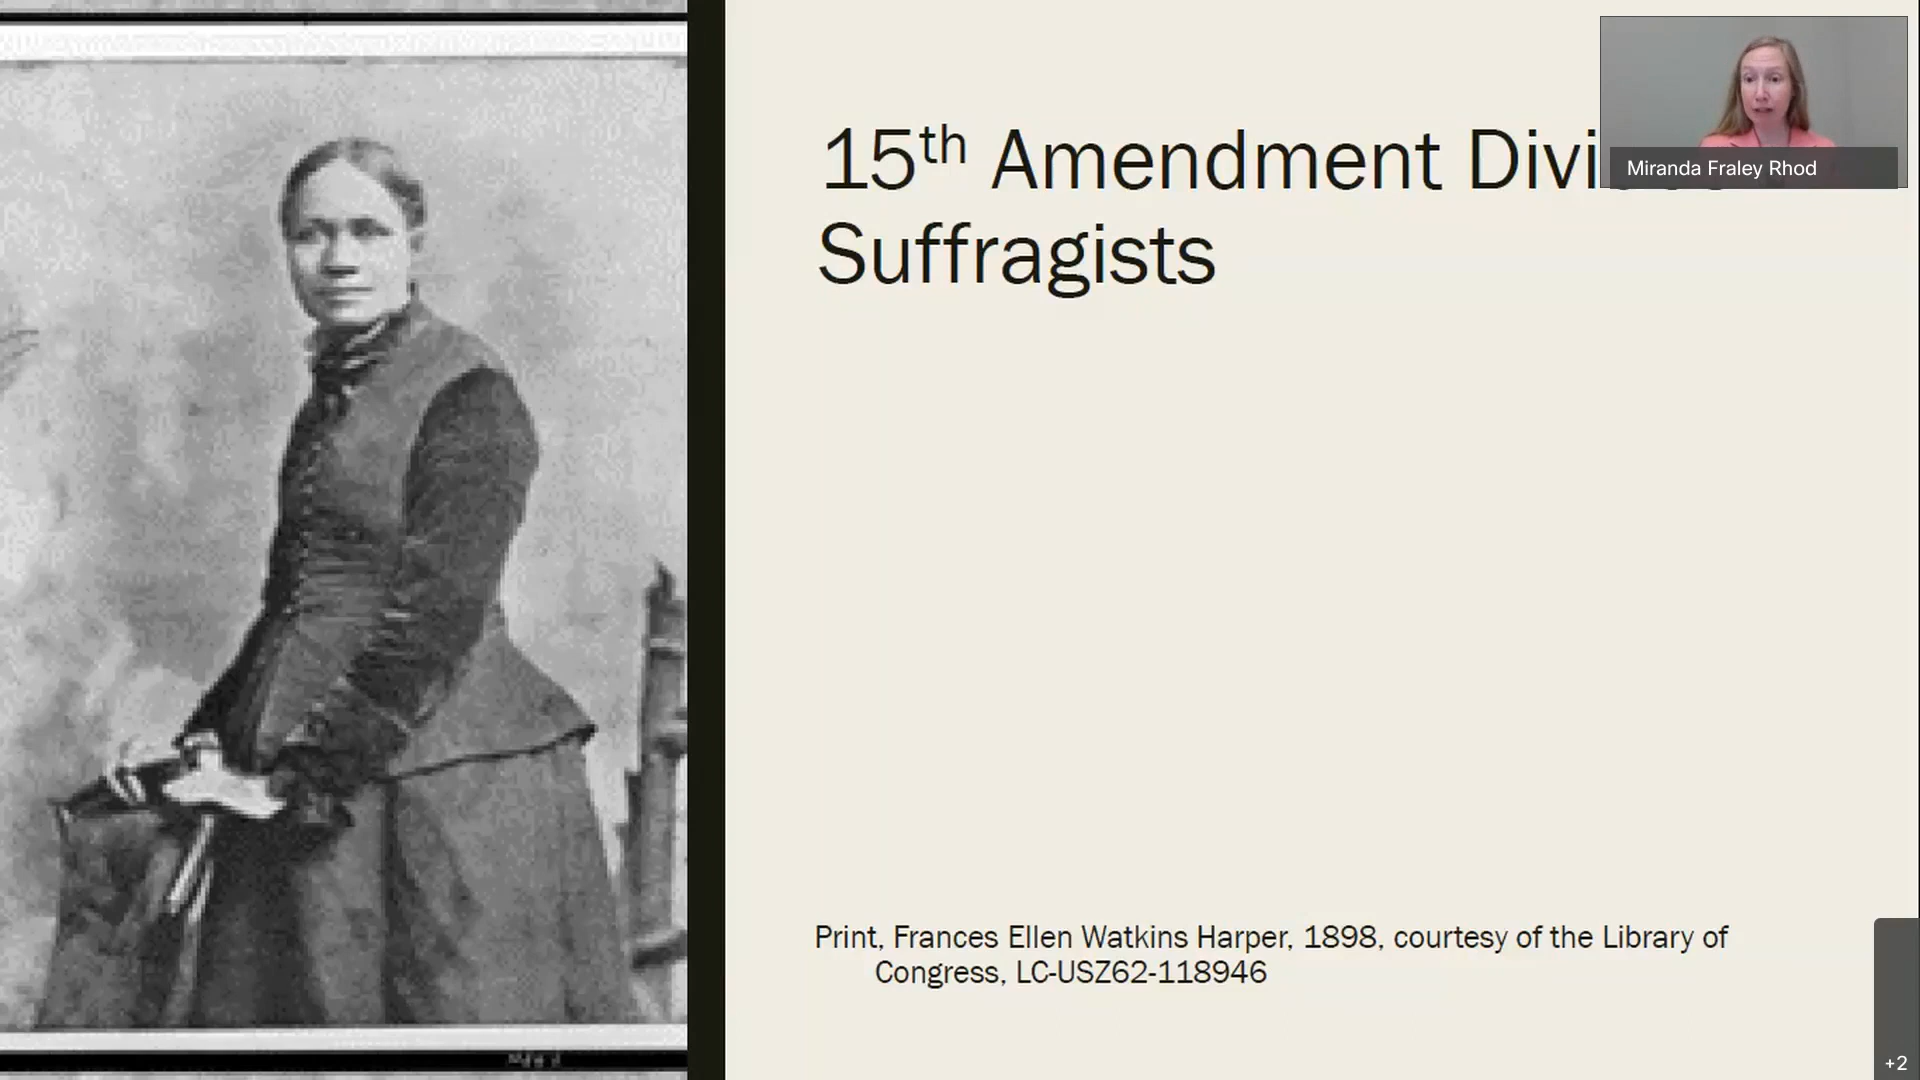 15th Amendment
Suffragists
Miranda Fraley Rhod
Print, Frances Ellen Watkins Harper, 1898, courtesy of the Library of
Congress, LC-USZ62-118946
+2